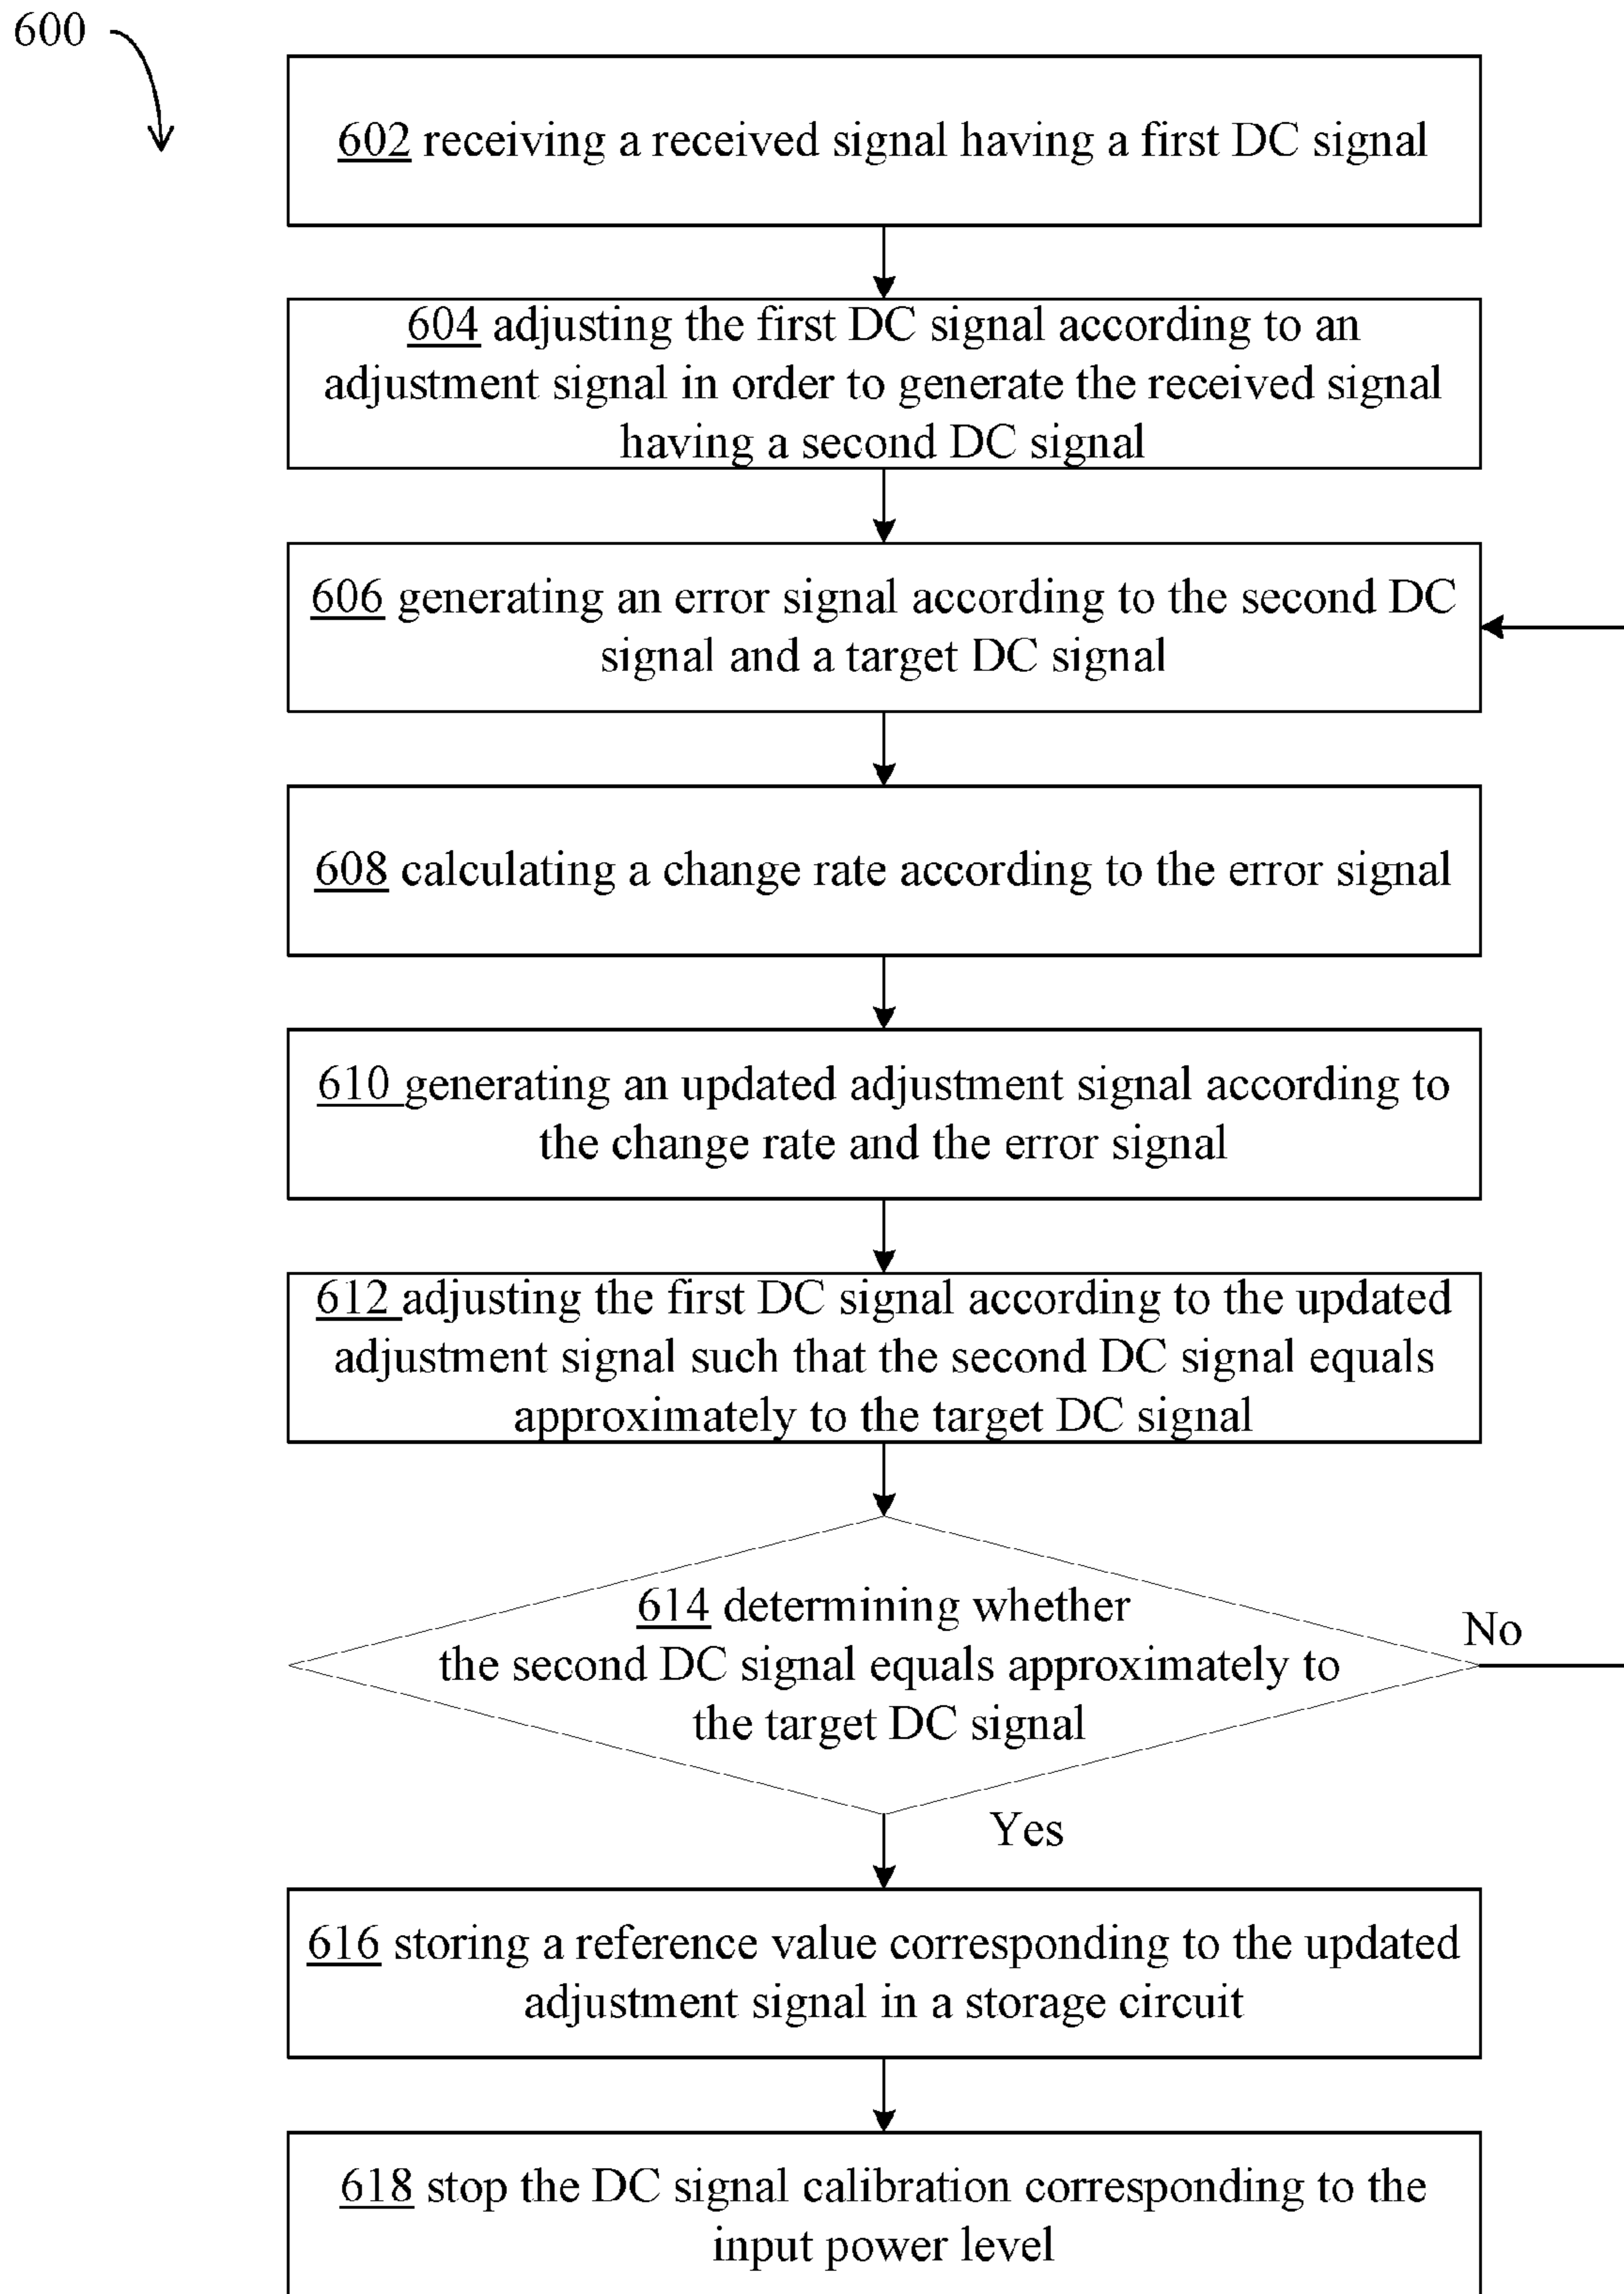 600
602 receiving a received signal having a first DC signal
604 adjusting the first DC signal according to an
adjustment signal in order to generate the received signal
having a second DC signal
606 generating an error signal according to the second DC
signal and a target DC signal
608 calculating a change rate according to the error signal
610 generating an updated adjustment signal according to
the change rate and the error signal
612 adjusting the first DC signal according to the updated
adjustment signal such that the second DC signal equals
approximately to the target DC signal
614 determining whether
the second DC signal equals approximately to
the target DC signal
No
Yes
616 storing a reference value corresponding to the updated
adjustment signal in a storage circuit
618 stop the DC signal calibration corresponding to the
input power level